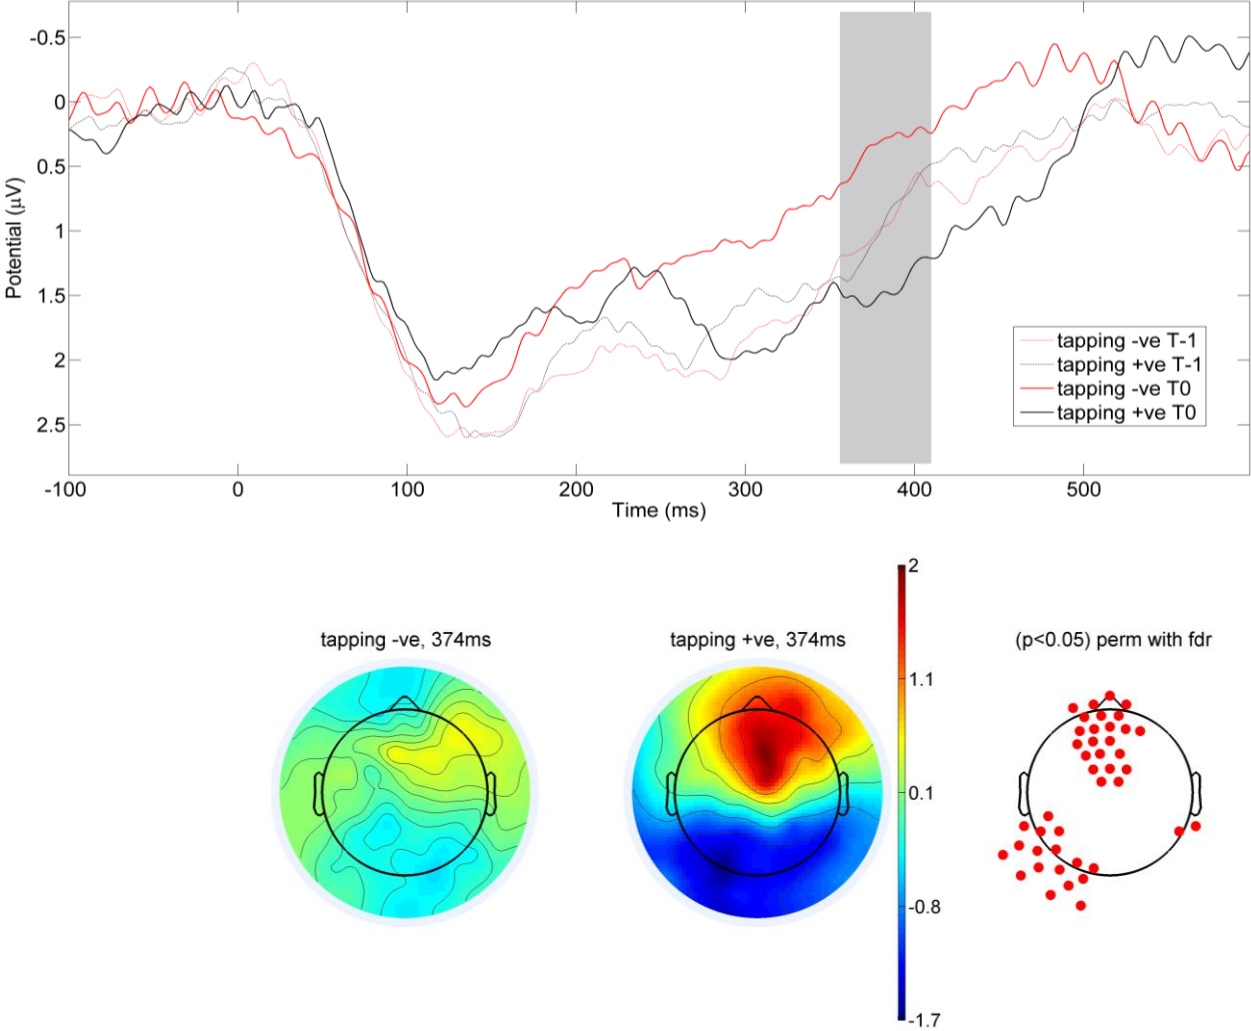 -0.5
0
0.5
1
1.5
2
2.5
Potential (μV)
-100 0 100 200 300 400 500
Time (ms)
tapping -ve T-1
tapping +ve T-1
tapping -ve T0
tapping +ve T0
tapping -ve, 374ms
tapping +ve, 374ms
(p<0.05) perm with fdr
2
1.1
0.1
-0.8
-1.7